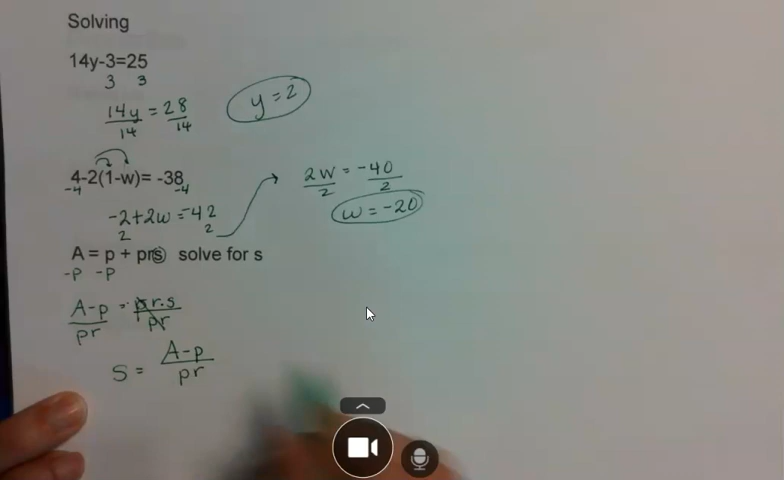 Solving
14y-3=25
3 3
14y = 28
14 14
y = 2
4-2(1-w)= -38
-4 -4
-2+2w = -42
2 2
2w = -40
2 2
w = -20
A = p + prs solve for s
-p -p
A-p = pr.s
pr pr
S = A-p
pr